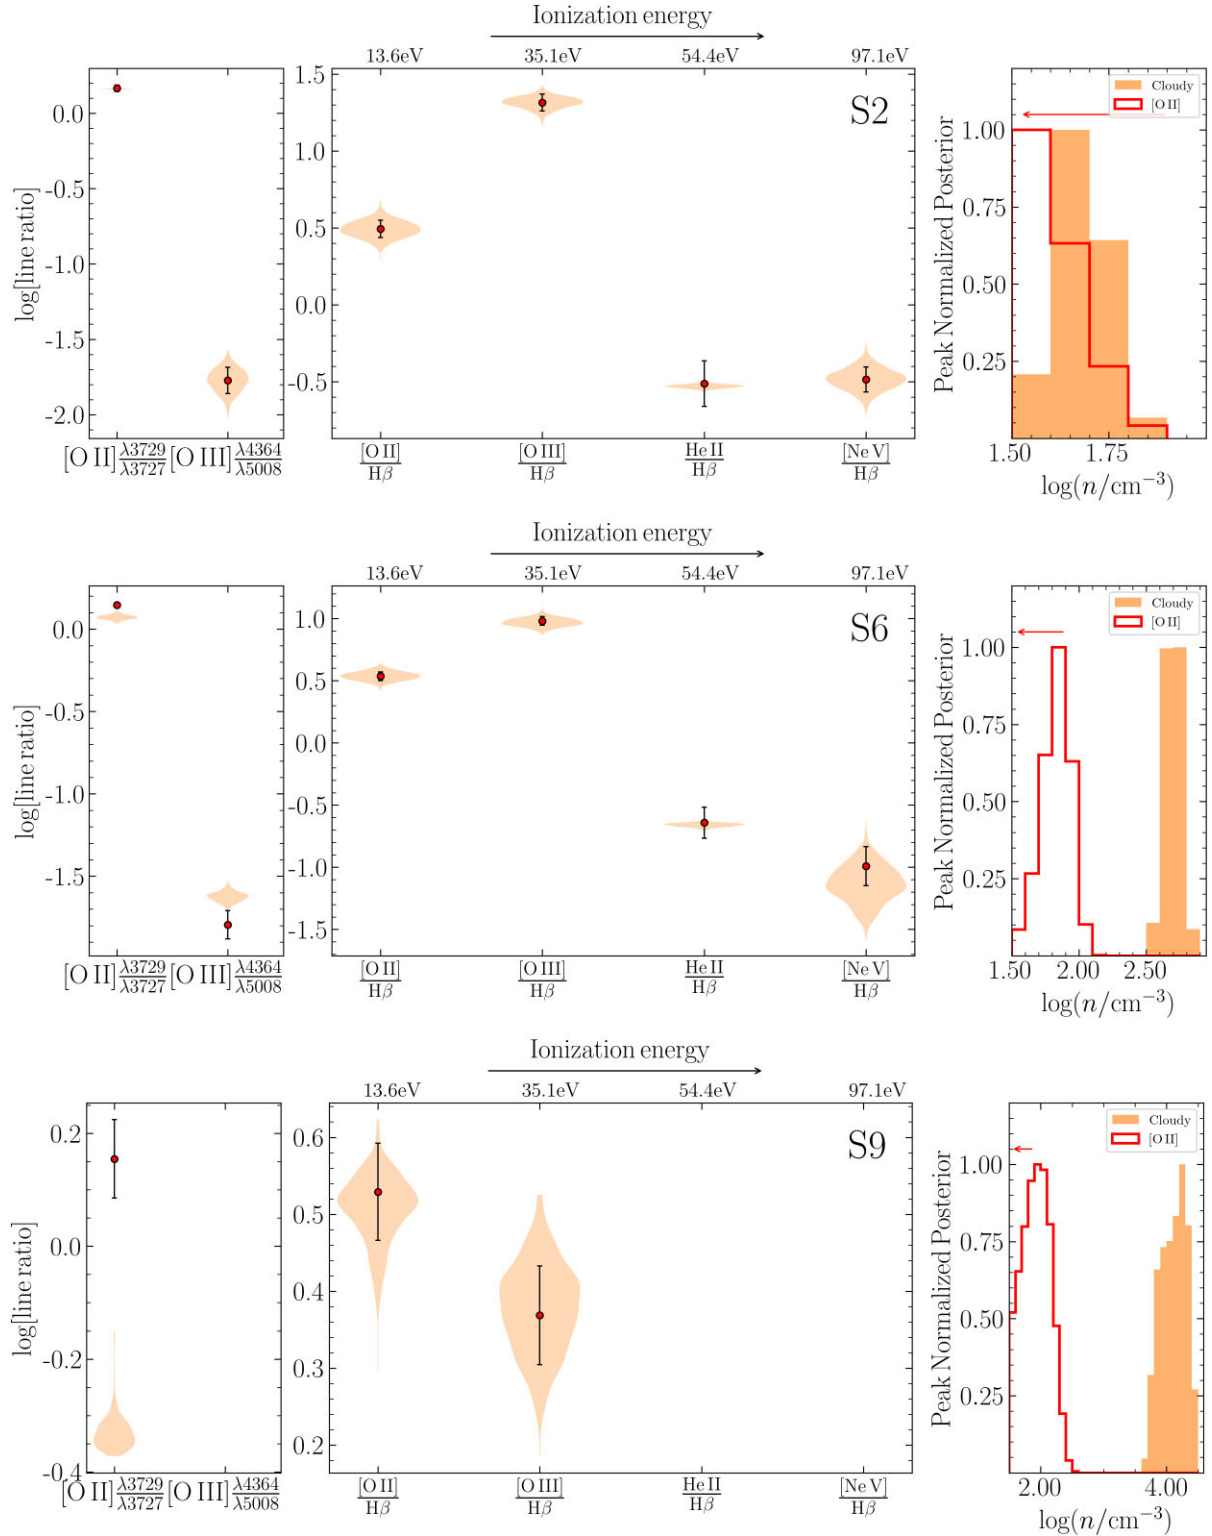 Ionization energy
13.6eV 35.1eV 54.4eV 97.1eV
log[line ratio]
0.0
-0.5
-1.0
-1.5
-2.0
[O II] λ3729/λ3727 [O III] λ4364/λ5008
1.5
1.0
0.5
0.0
-0.5
S2
[O II]/Hβ [O III]/Hβ He II/Hβ [Ne V]/Hβ
Peak Normalized Posterior
Cloudy
[O II]
1.00
0.75
0.50
0.25
1.50 1.75
log(n/cm⁻³)
Ionization energy
13.6eV 35.1eV 54.4eV 97.1eV
log[line ratio]
0.0
-0.5
-1.0
-1.5
[O II] λ3729/λ3727 [O III] λ4364/λ5008
1.0
0.5
0.0
-0.5
-1.0
-1.5
S6
[O II]/Hβ [O III]/Hβ He II/Hβ [Ne V]/Hβ
Peak Normalized Posterior
Cloudy
[O II]
1.00
0.75
0.50
0.25
1.50 2.00 2.50
log(n/cm⁻³)
Ionization energy
13.6eV 35.1eV 54.4eV 97.1eV
log[line ratio]
0.2
0.0
-0.2
-0.4
[O II] λ3729/λ3727 [O III] λ4364/λ5008
0.6
0.5
0.4
0.3
0.2
S9
[O II]/Hβ [O III]/Hβ He II/Hβ [Ne V]/Hβ
Peak Normalized Posterior
Cloudy
[O II]
1.00
0.75
0.50
0.25
2.00 4.00
log(n/cm⁻³)